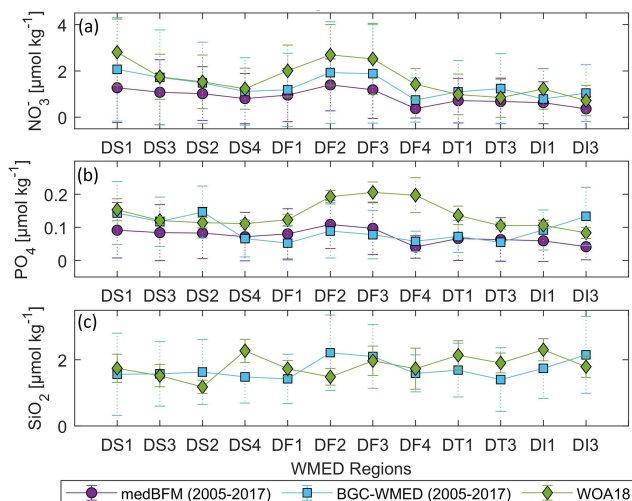 (a)
NO3- [µmol kg-1]
4
2
0
DS1 DS3 DS2 DS4 DF1 DF2 DF3 DF4 DT1 DT3 DI1 DI3
(b)
PO4 [µmol kg-1]
0.2
0.1
0
DS1 DS3 DS2 DS4 DF1 DF2 DF3 DF4 DT1 DT3 DI1 DI3
(c)
SiO2 [µmol kg-1]
2
0
DS1 DS3 DS2 DS4 DF1 DF2 DF3 DF4 DT1 DT3 DI1 DI3
WMED Regions
medBFM (2005-2017) BGC-WMED (2005-2017) WOA18